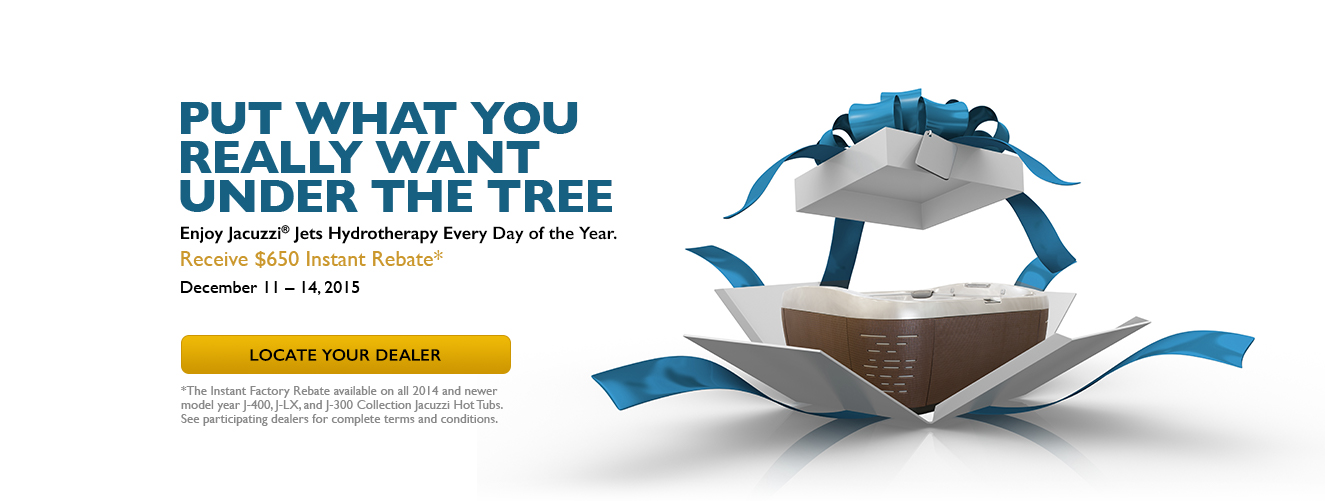 PUT WHAT YOU
REALLY WANT
UNDER THE TREE
Enjoy Jacuzzi® Jets Hydrotherapy Every Day of the Year.
Receive $650 Instant Rebate*
December 11 – 14, 2015
LOCATE YOUR DEALER
*The Instant Factory Rebate available on all 2014 and newer
model year J-400, J-LX, and J-300 Collection Jacuzzi Hot Tubs.
See participating dealers for complete terms and conditions.